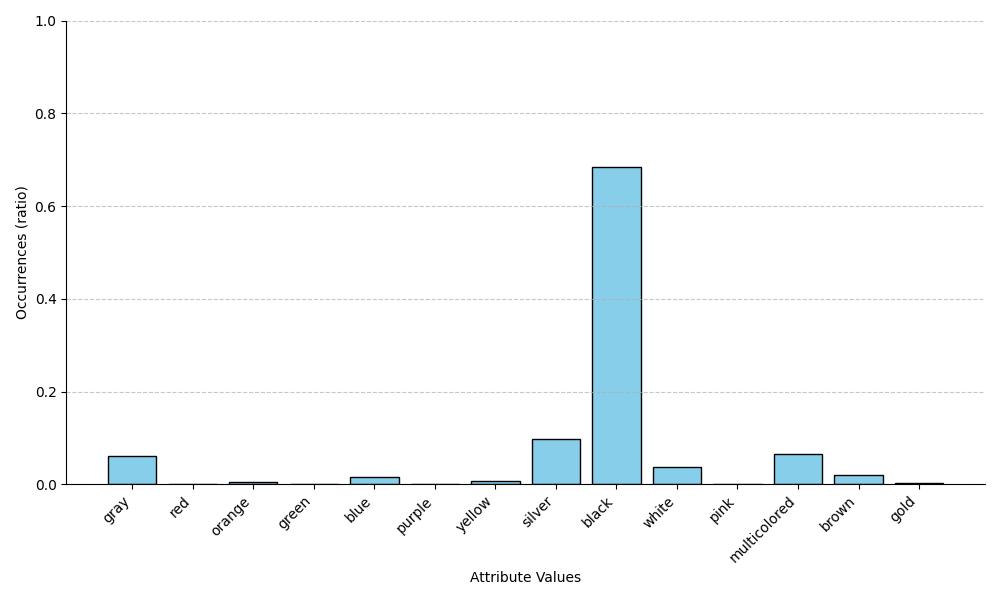 1.0
0.8
0.6
0.4
0.2
0.0
Occurrences (ratio)
gray
red
orange
green
blue
purple
yellow
silver
black
white
pink
multicolored
brown
gold
Attribute Values